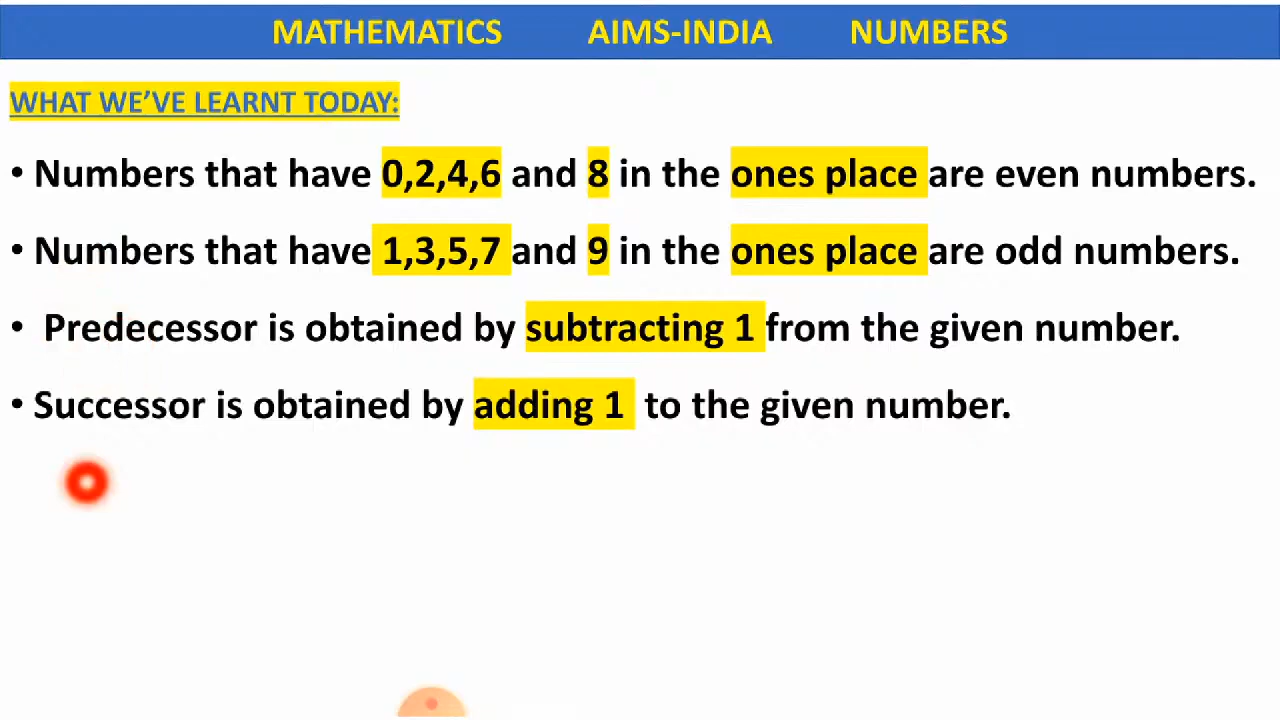 MATHEMATICS AIMS-INDIA NUMBERS
WHAT WE'VE LEARNT TODAY:
• Numbers that have 0,2,4,6 and 8 in the ones place are even numbers.
• Numbers that have 1,3,5,7 and 9 in the ones place are odd numbers.
• Predecessor is obtained by subtracting 1 from the given number.
• Successor is obtained by adding 1 to the given number.